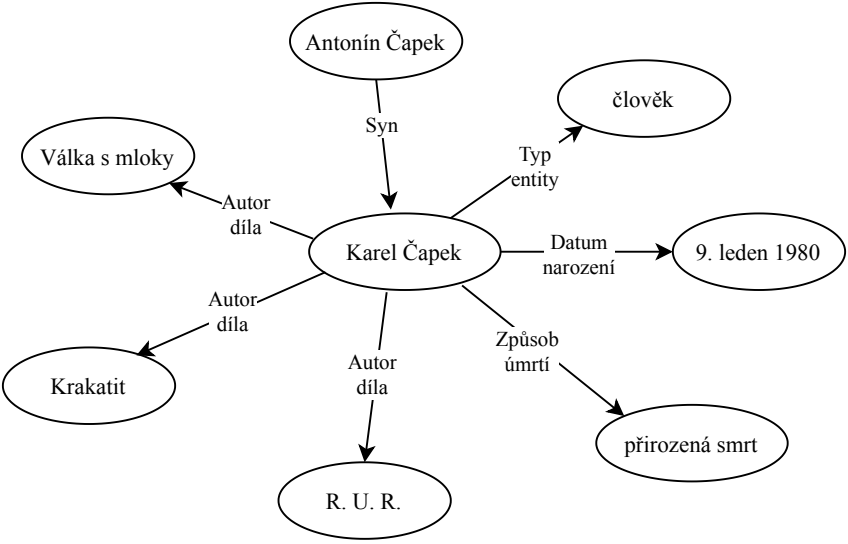 Antonín Čapek
člověk
Syn
Typ
entity
Válka s mloky
Autor
díla
Karel Čapek
Datum
narození
9. leden 1980
Autor
díla
Způsob
úmrtí
Autor
díla
Krakatit
přirozená smrt
R. U. R.